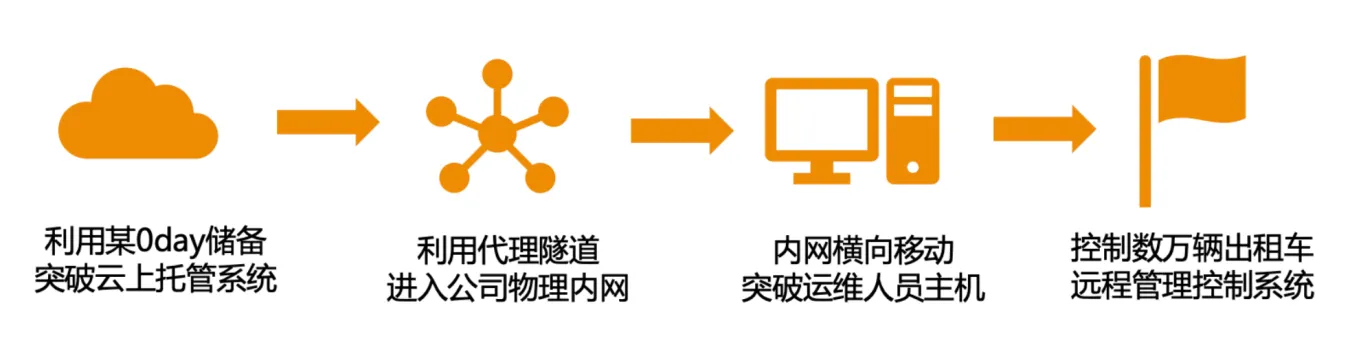 利用某0day储备
突破云上托管系统
利用代理隧道
进入公司物理内网
内网横向移动
突破运维人员主机
控制数万辆出租车
远程管理控制系统